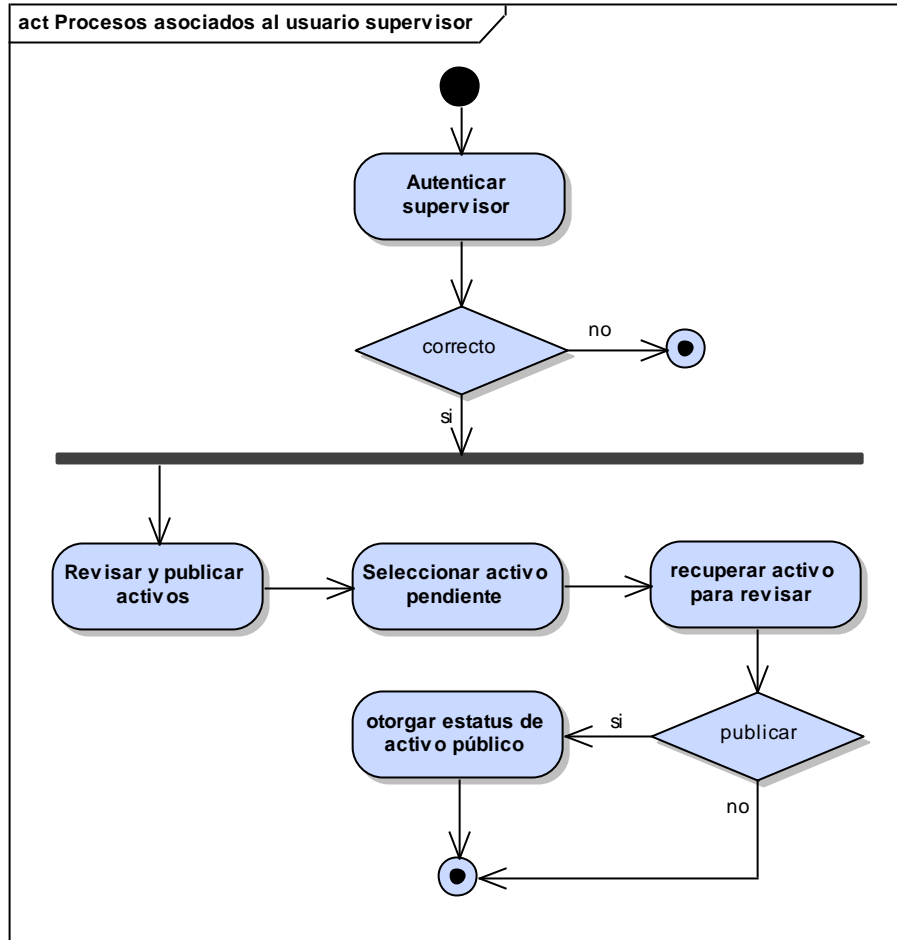 act Procesos asociados al usuario supervisor
Autenticar
supervisor
correcto
no
si
Revisar y publicar
activos
Seleccionar activo
pendiente
recuperar activo
para revisar
otorgar estatus de
activo público
si
publicar
no